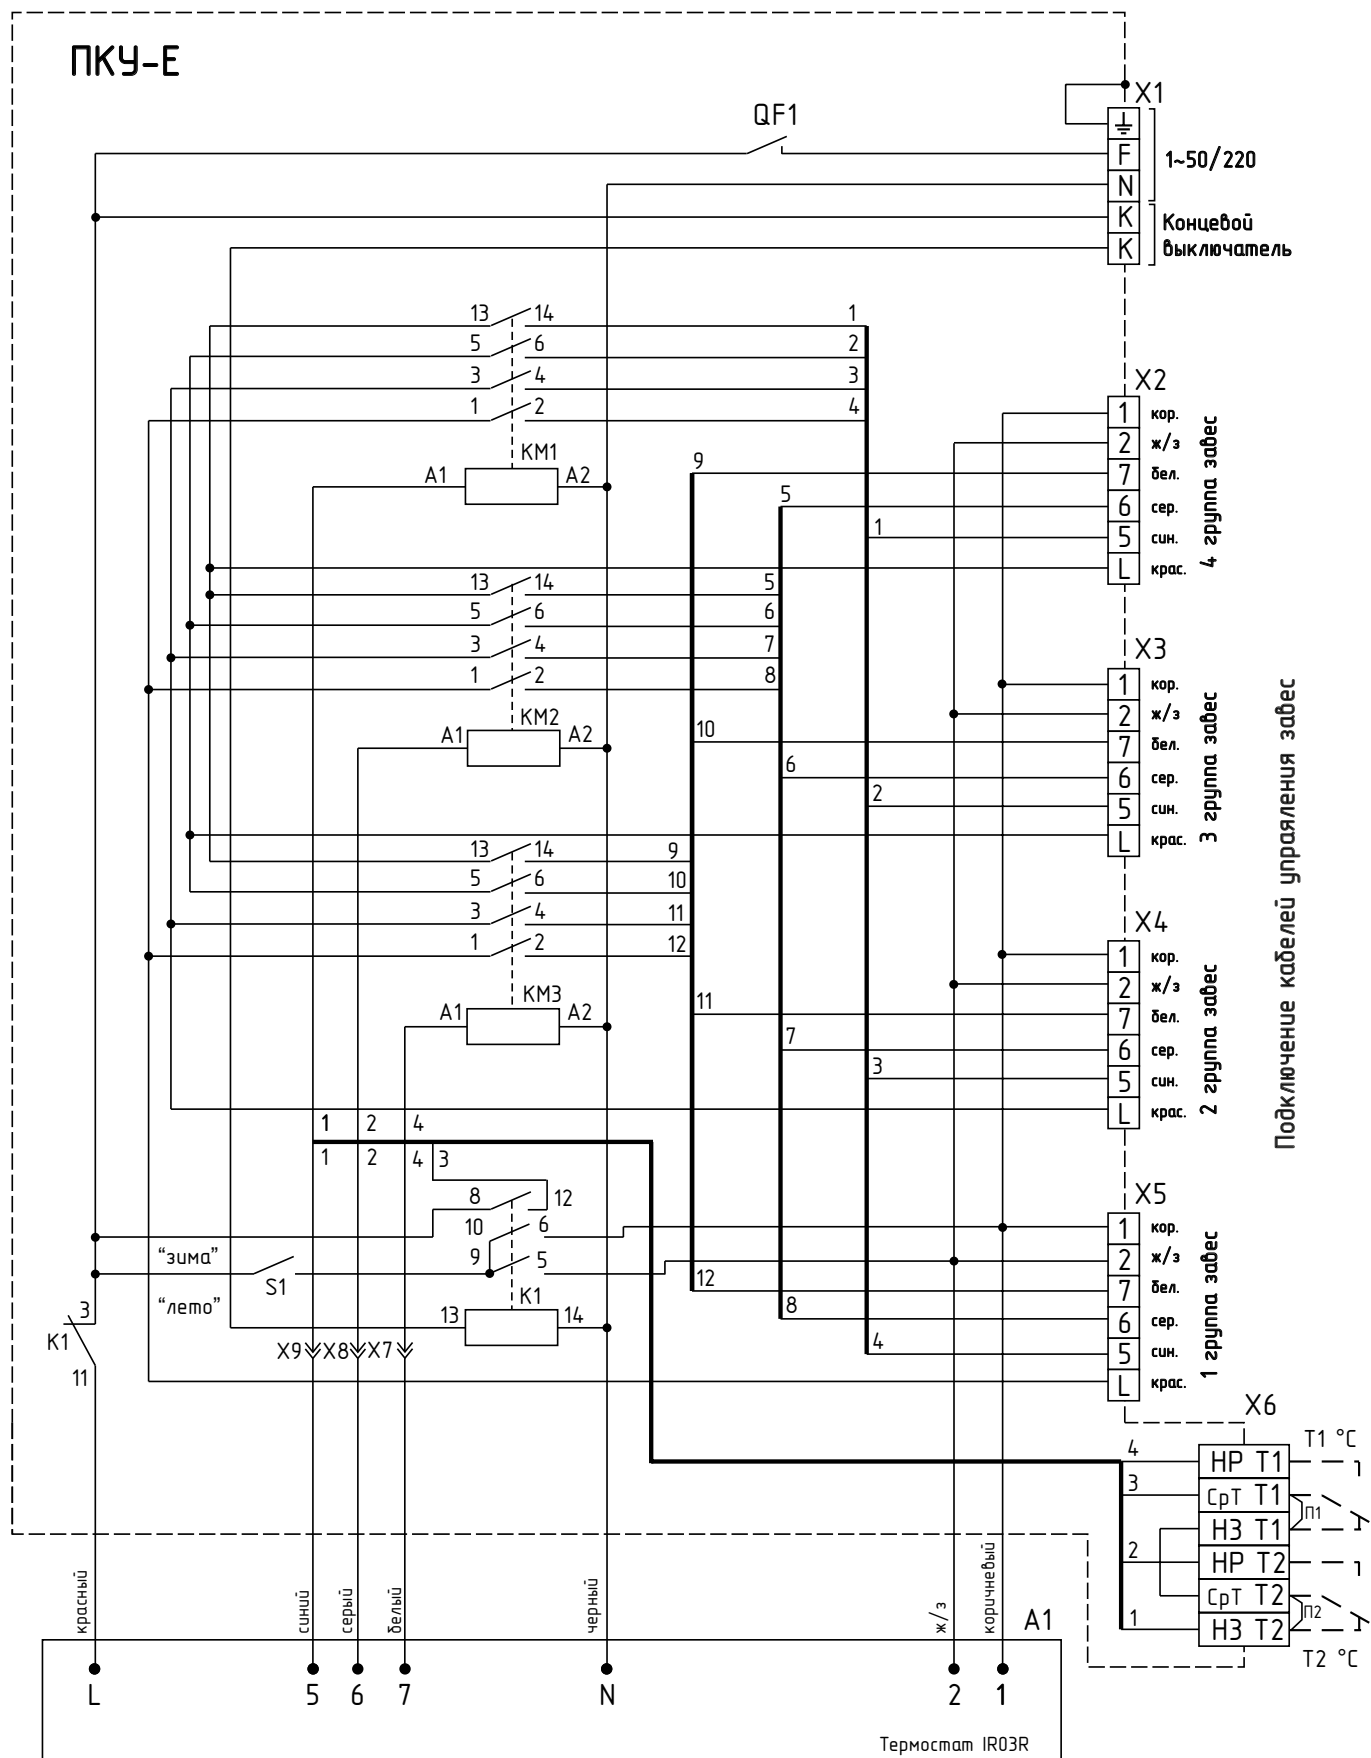 ПКУ-Е
QF1
X1
F
N
K
K
1~50/220
Концевой
выключатель
13 14 1
5 6 2
3 4 3
1 2 4
KM1
A1 A2
9
5
1
X2
1 кор.
2 ж/з
7 бел.
6 сер.
5 син.
L крас.
4 группа завес
13 14 5
5 6 6
3 4 7
1 2 8
KM2
A1 A2
10
6
2
X3
1 кор.
2 ж/з
7 бел.
6 сер.
5 син.
L крас.
3 группа завес
Подключение кабелей упраяления завес
13 14 9
5 6 10
3 4 11
1 2 12
KM3
A1 A2
11
7
3
X4
1 кор.
2 ж/з
7 бел.
6 сер.
5 син.
L крас.
2 группа завес
1 2 4
1 2 4 3
8 12
10 6
9 5
“зима”
S1
“лето”
K1
13 14
3
K1
11
X9 X8 X7
12
8
4
X5
1 кор.
2 ж/з
7 бел.
6 сер.
5 син.
L крас.
1 группа завес
X6
T1 °C
4 НР T1
3 СрТ T1
П1
НЗ T1
2 НР T2
СрТ T2
П2
1 НЗ T2
T2 °C
красный
синий
серый
белый
черный
ж/з
коричневый
A1
L 5 6 7 N 2 1
Термостат IR03R